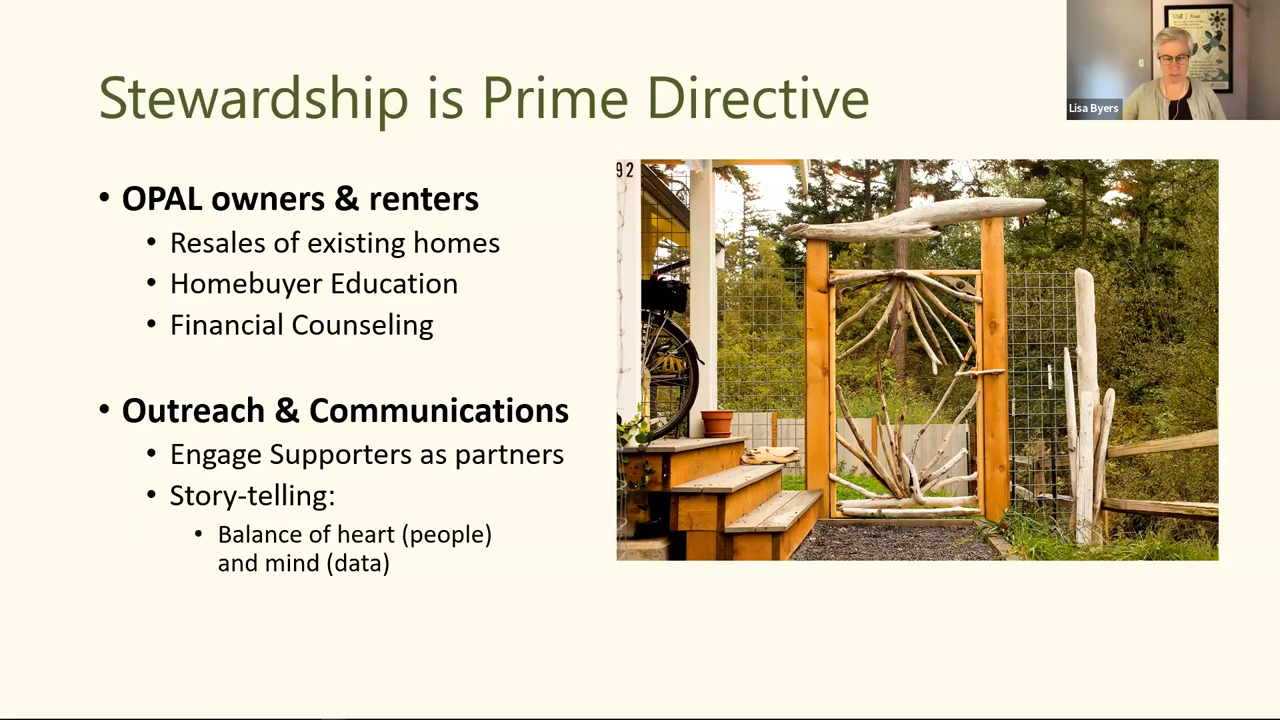 Stewardship is Prime Directive
Lisa Byers
• OPAL owners & renters
• Resales of existing homes
• Homebuyer Education
• Financial Counseling
• Outreach & Communications
• Engage Supporters as partners
• Story-telling:
• Balance of heart (people)
and mind (data)
92